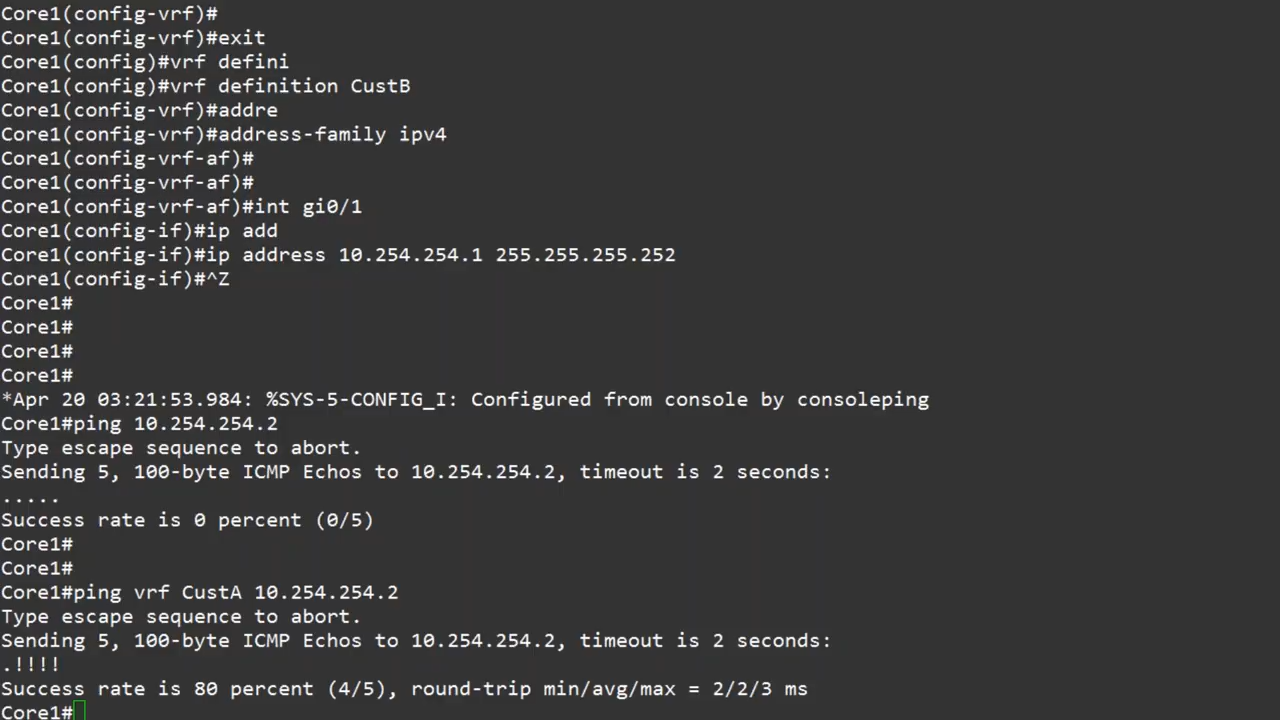 Core1(config-vrf)#
Core1(config-vrf)#exit
Core1(config)#vrf defini
Core1(config)#vrf definition CustB
Core1(config-vrf)#addre
Core1(config-vrf)#address-family ipv4
Core1(config-vrf-af)#
Core1(config-vrf-af)#
Core1(config-vrf-af)#int gi0/1
Core1(config-if)#ip add
Core1(config-if)#ip address 10.254.254.1 255.255.255.252
Core1(config-if)#^Z
Core1#
Core1#
Core1#
Core1#
*Apr 20 03:21:53.984: %SYS-5-CONFIG_I: Configured from console by consoleping
Core1#ping 10.254.254.2
Type escape sequence to abort.
Sending 5, 100-byte ICMP Echos to 10.254.254.2, timeout is 2 seconds:
.....
Success rate is 0 percent (0/5)
Core1#
Core1#
Core1#ping vrf CustA 10.254.254.2
Type escape sequence to abort.
Sending 5, 100-byte ICMP Echos to 10.254.254.2, timeout is 2 seconds:
.!!!!
Success rate is 80 percent (4/5), round-trip min/avg/max = 2/2/3 ms
Core1#